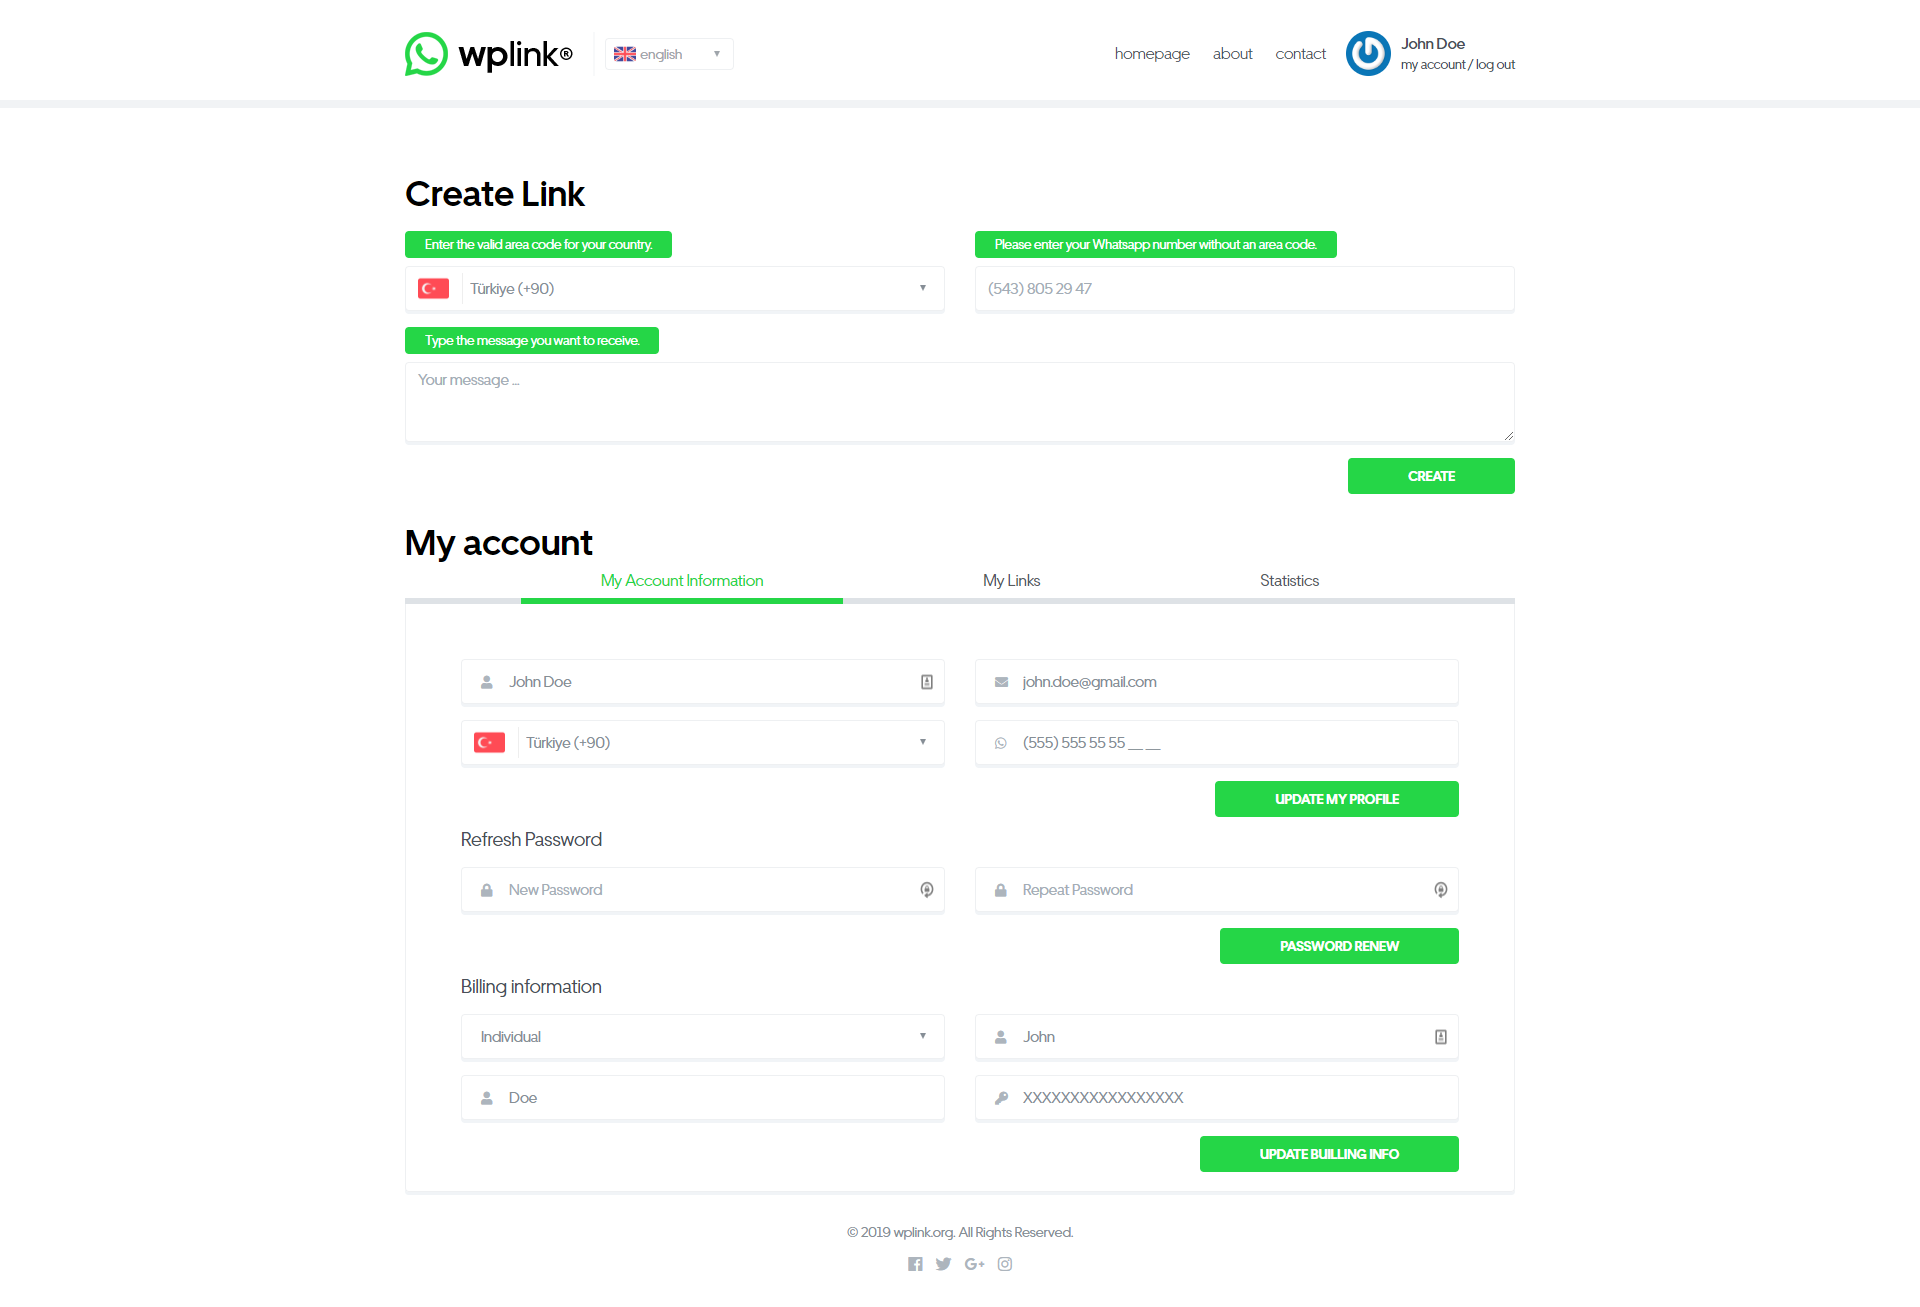 wplink®
english
homepage about contact
John Doe
my account / log out
Create Link
Enter the valid area code for your country.
Please enter your Whatsapp number without an area code.
Türkiye (+90)
(543) 805 29 47
Type the message you want to receive.
Your message ...
CREATE
My account
My Account Information
My Links
Statistics
John Doe
john.doe@gmail.com
Türkiye (+90)
(555) 555 55 55 __ __
UPDATE MY PROFILE
Refresh Password
New Password
Repeat Password
PASSWORD RENEW
Billing information
Individual
John
Doe
XXXXXXXXXXXXXXXXX
UPDATE BUILLING INFO
© 2019 wplink.org. All Rights Reserved.